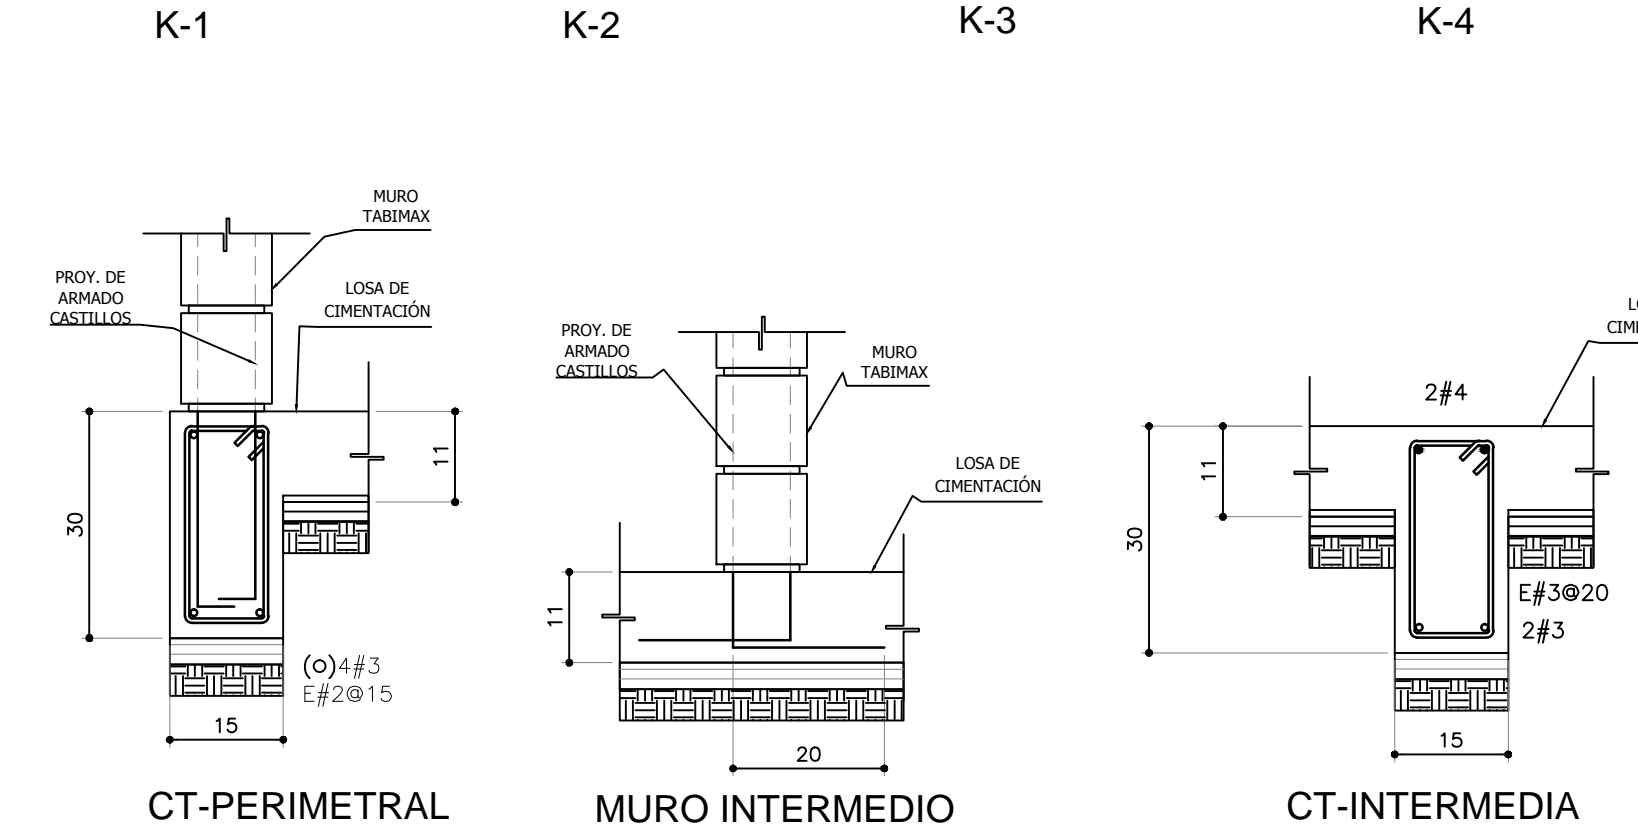 K-1
K-2
K-3
K-4
MURO
TABIMAX
PROY. DE
ARMADO
CASTILLOS
LOSA DE
CIMENTACIÓN
30
11
(o)4#3
E#2@15
15
CT-PERIMETRAL
PROY. DE
ARMADO
CASTILLOS
MURO
TABIMAX
LOSA DE
CIMENTACIÓN
11
20
MURO INTERMEDIO
2#4
11
30
E#3@20
2#3
15
CT-INTERMEDIA